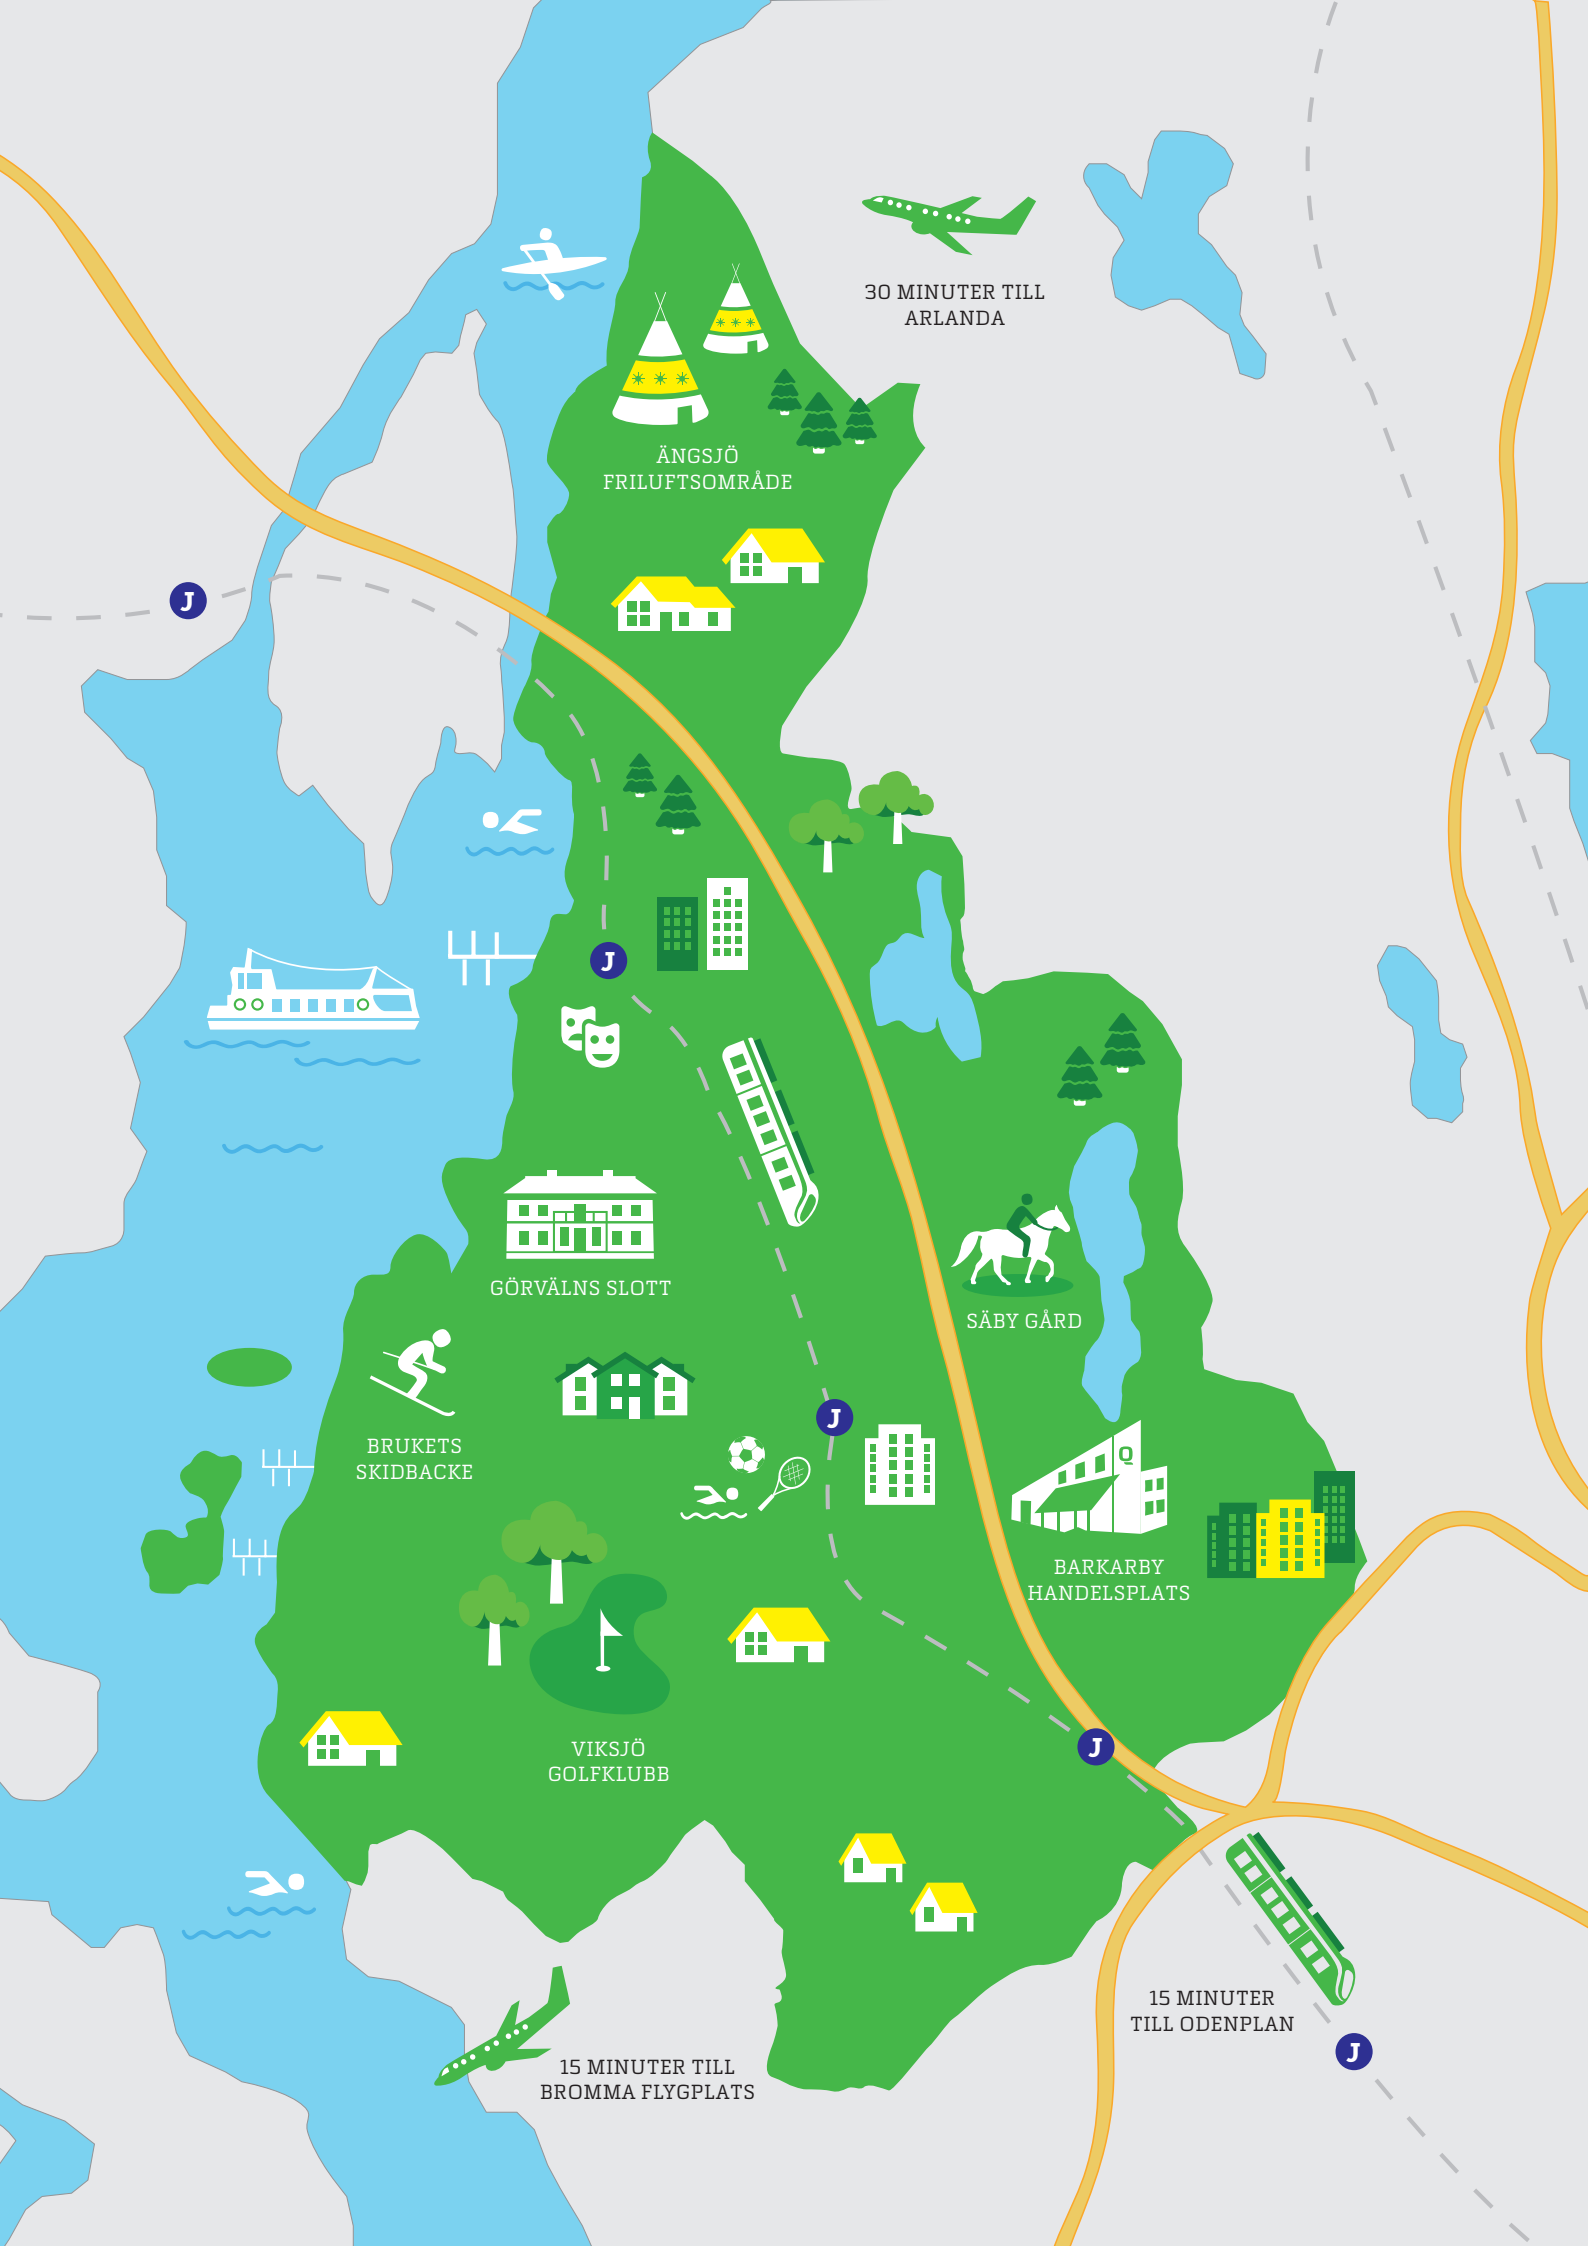 30 MINUTER TILL
ARLANDA
ÄNGSJÖ
FRILUFTSOMRÅDE
J
J
GÖRVÄLNS SLOTT
SÄBY GÅRD
BRUKETS
SKIDBACKE
J
Q
BARKARBY
HANDELSPLATS
VIKSJÖ
GOLFKLUBB
J
15 MINUTER
TILL ODENPLAN
J
15 MINUTER TILL
BROMMA FLYGPLATS